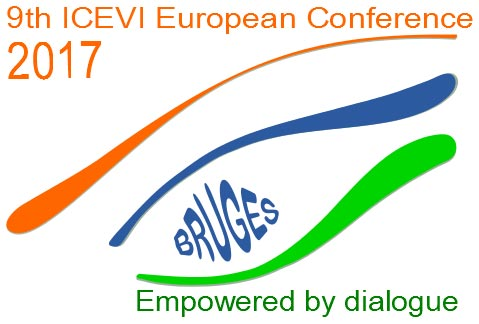 9th ICEVI European Conference
2017
BRUGES
Empowered by dialogue